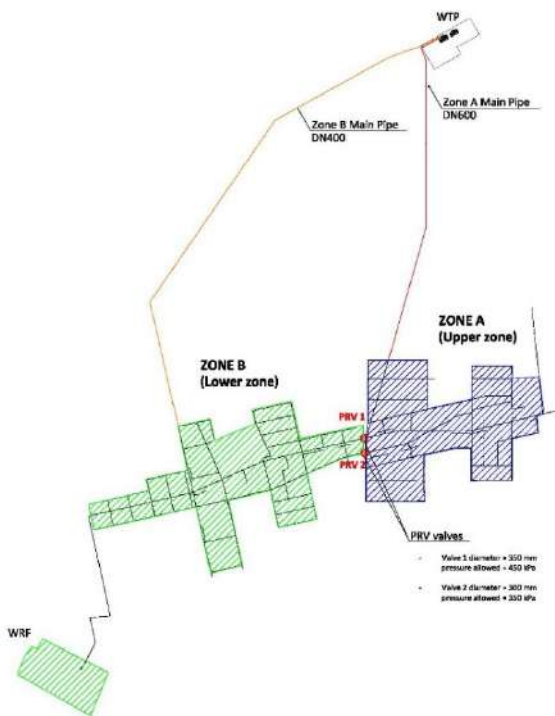 WTP
Zone A Main Pipe
DN600
Zone B Main Pipe
DN400
ZONE A
(Upper zone)
ZONE B
(Lower zone)
PRV 1
PRV 2
PRV valves
- Valve 1 diameter = 350 mm
pressure allowed = 450 kPa
- Valve 2 diameter = 300 mm
pressure allowed = 350 kPa
WRF